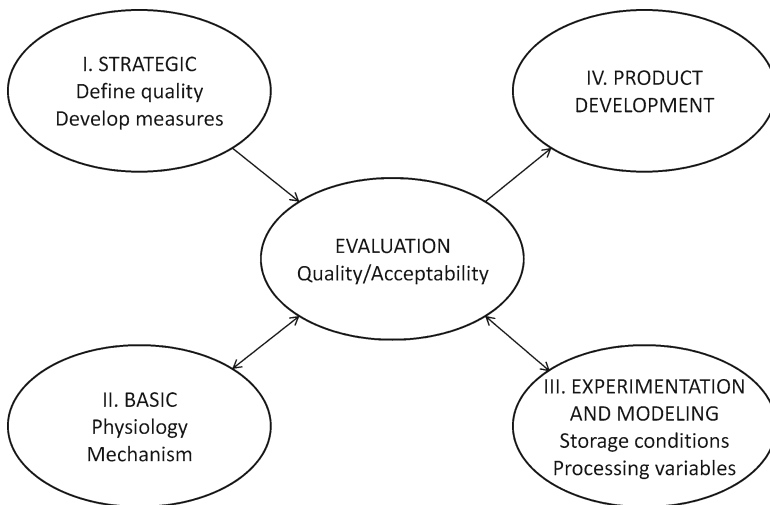 I. STRATEGIC
Define quality
Develop measures
IV. PRODUCT
DEVELOPMENT
EVALUATION
Quality/Acceptability
II. BASIC
Physiology
Mechanism
III. EXPERIMENTATION
AND MODELING
Storage conditions
Processing variables